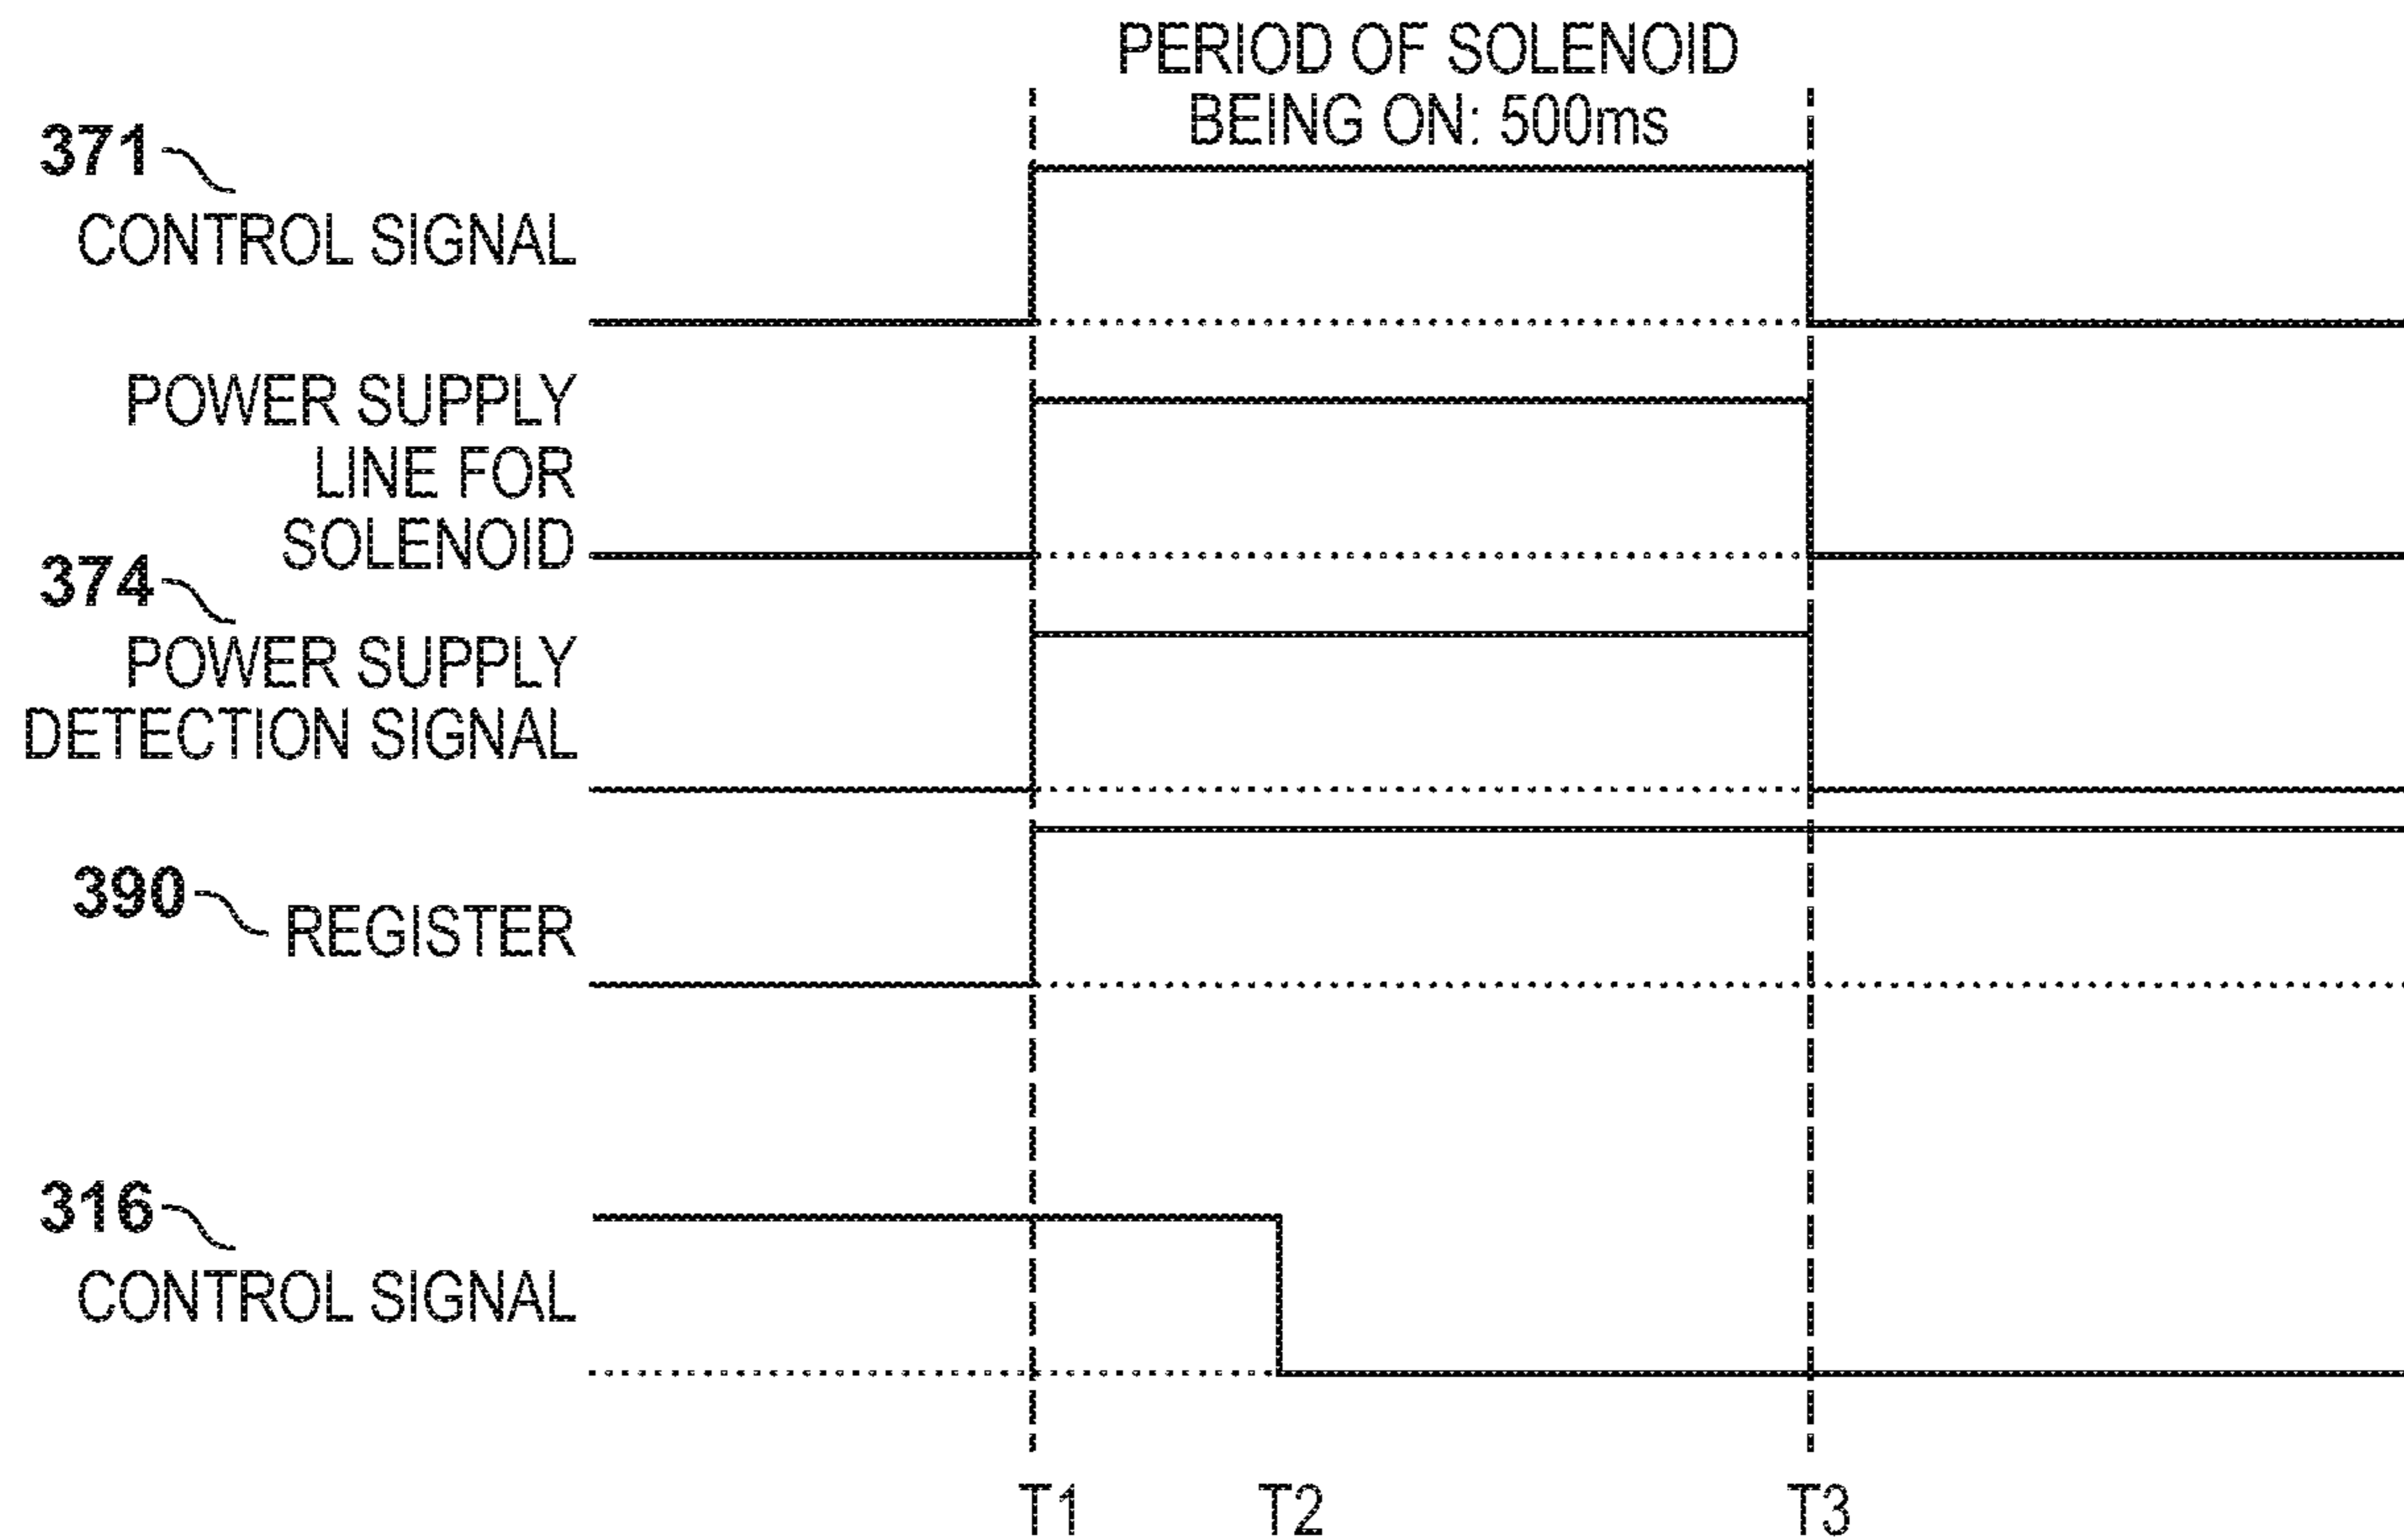 PERIOD OF SOLENOID
BEING ON: 500ms
371
CONTROL SIGNAL
POWER SUPPLY
LINE FOR
SOLENOID
374
POWER SUPPLY
DETECTION SIGNAL
390
REGISTER
316
CONTROL SIGNAL
T1 T2 T3